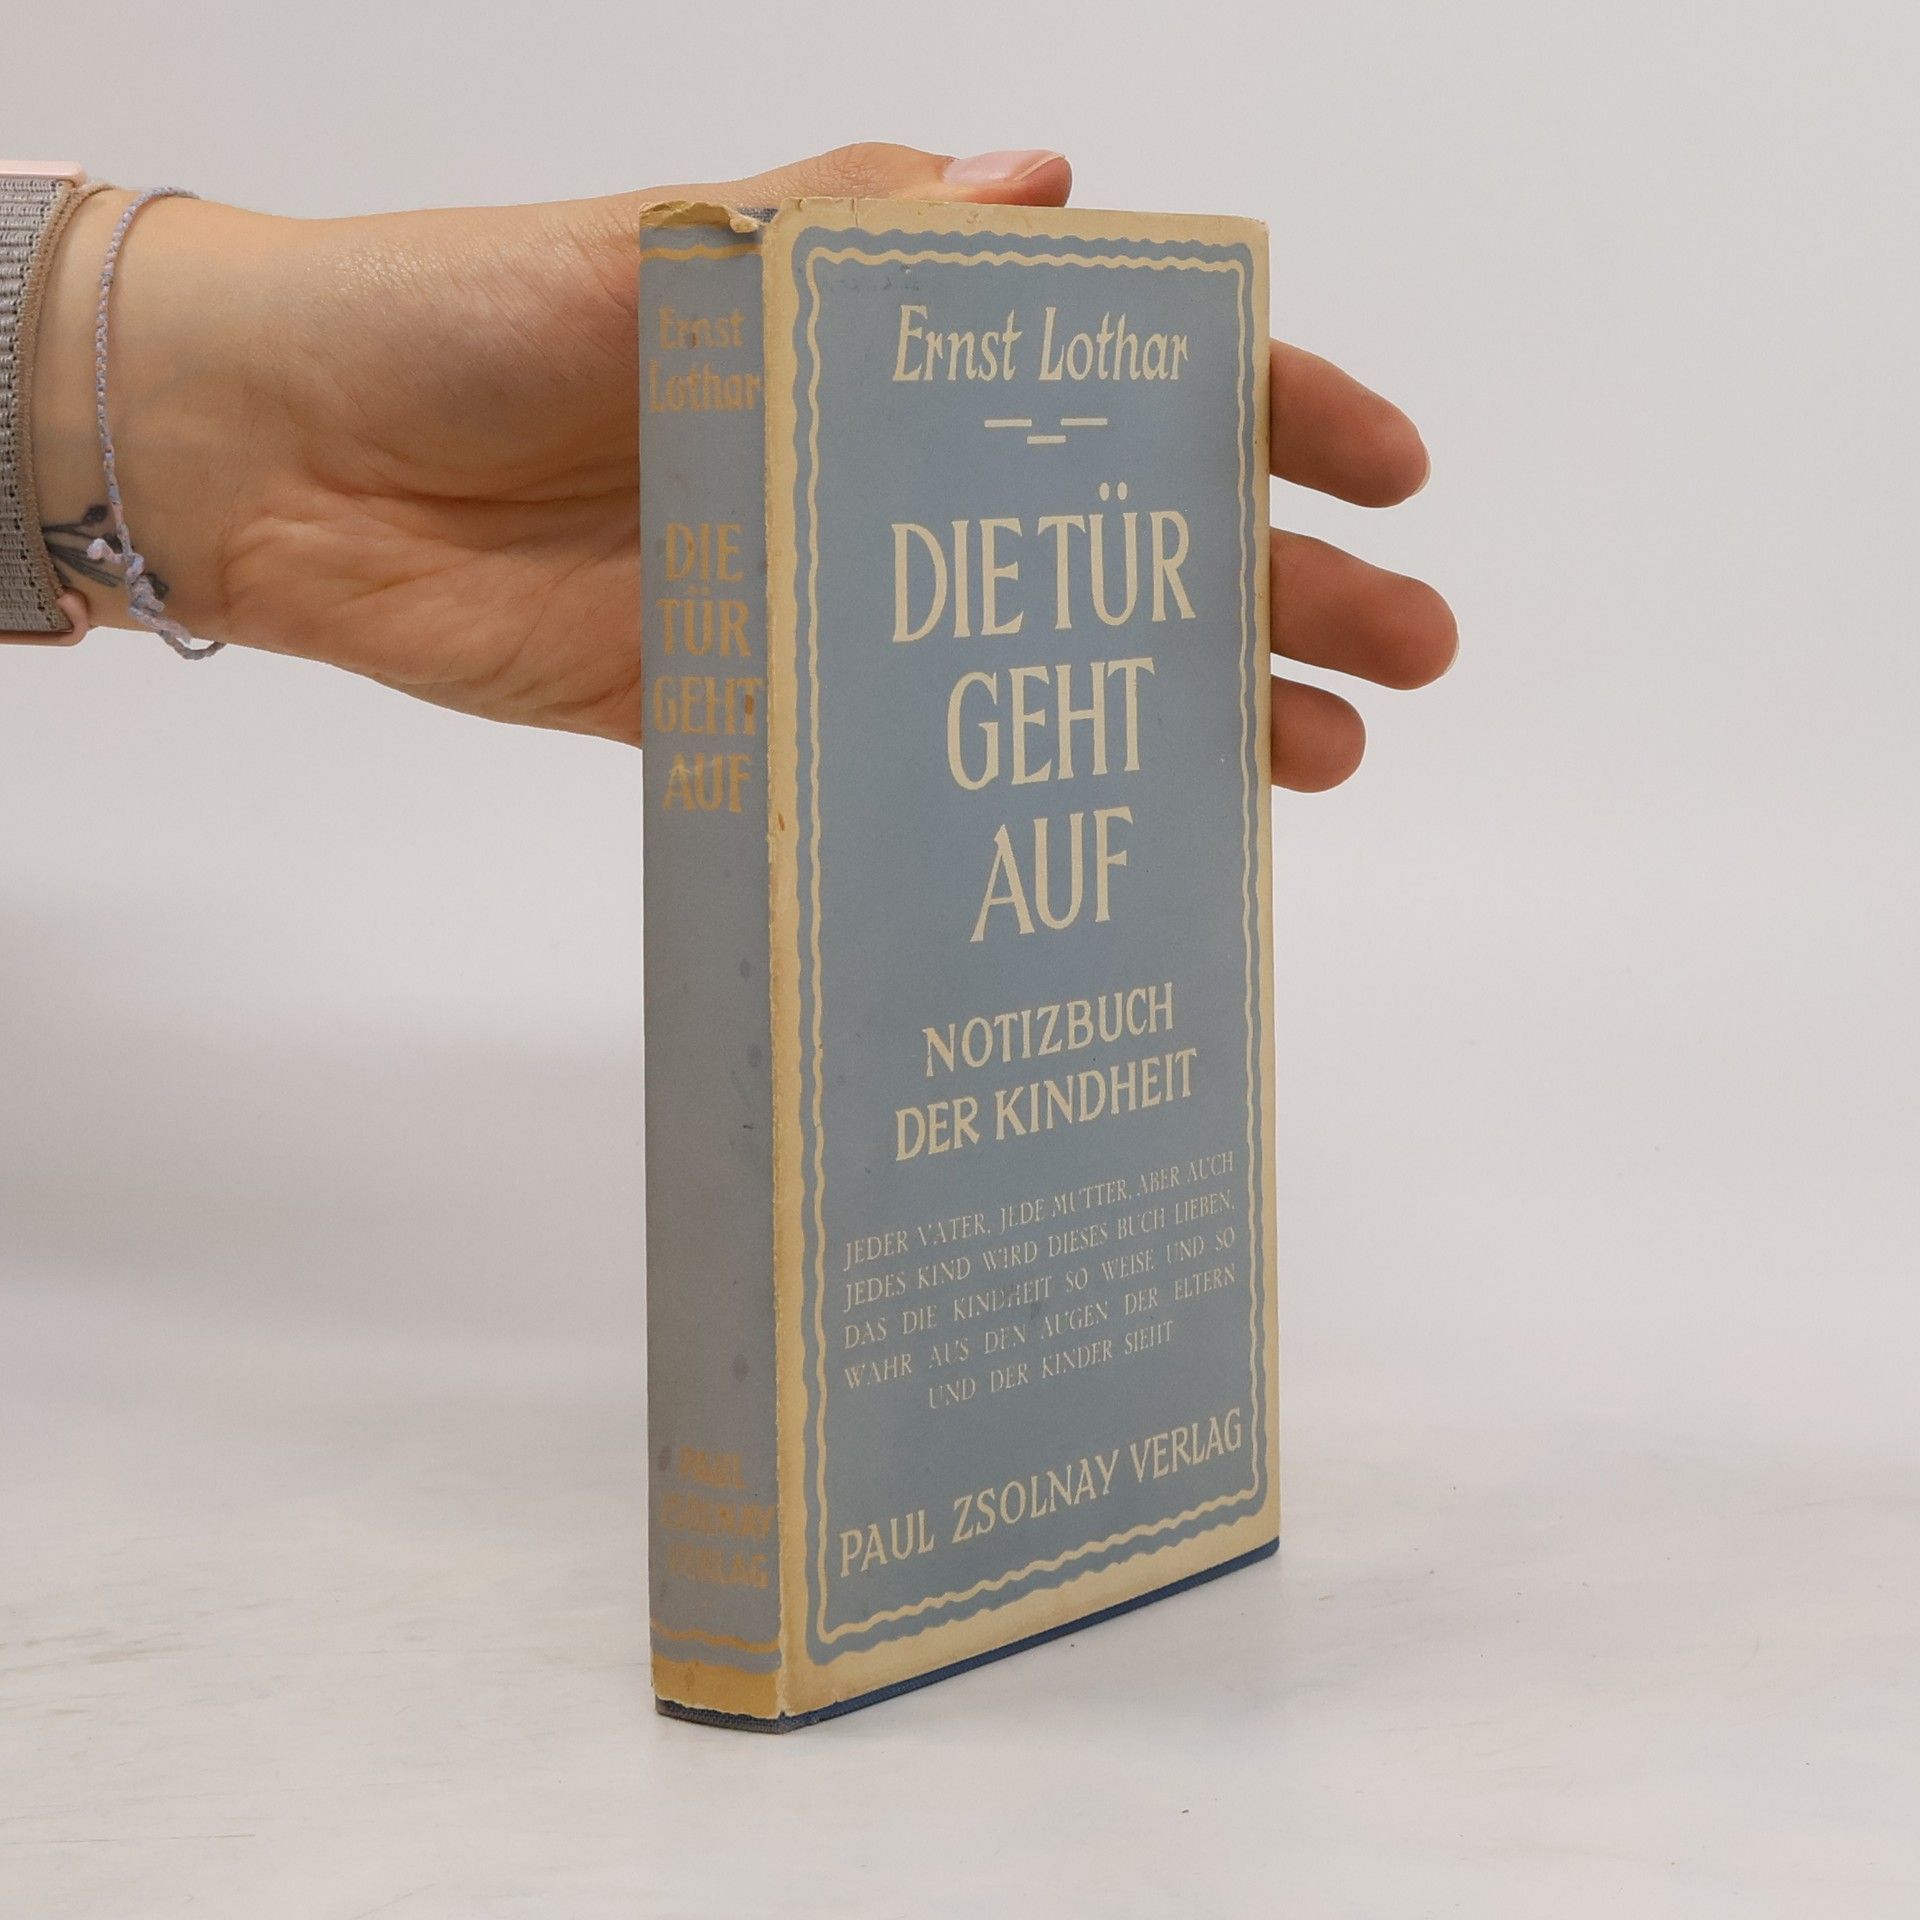 Ernst
Lothar
DIE
TÜR
GEHT
AUF
PAUL
ZSOLNAY
VERLAG
Ernst Lothar
DIE TÜR
GEHT
AUF
NOTIZBUCH
DER KINDHEIT
JEDER VATER, JEDE MUTTER, ABER AUCH
JEDES KIND WIRD DIESES BUCH LIEBEN,
DAS DIE KINDHEIT SO WEISE UND SO
WAHR AUS DEN AUGEN DER ELTERN
UND DER KINDER SIEHT
PAUL ZSOLNAY VERLAG